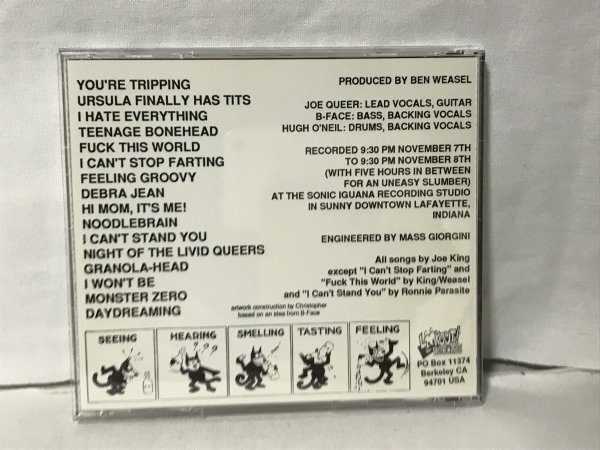 YOU'RE TRIPPING
URSULA FINALLY HAS TITS
I HATE EVERYTHING
TEENAGE BONEHEAD
FUCK THIS WORLD
I CAN'T STOP FARTING
FEELING GROOVY
DEBRA JEAN
HI MOM, IT'S ME!
NOODLEBRAIN
I CAN'T STAND YOU
NIGHT OF THE LIVID QUEERS
GRANOLA-HEAD
I WON'T BE
MONSTER ZERO
DAYDREAMING
PRODUCED BY BEN WEASEL
JOE QUEER: LEAD VOCALS, GUITAR
B-FACE: BASS, BACKING VOCALS
HUGH O'NEIL: DRUMS, BACKING VOCALS
RECORDED 9:30 PM NOVEMBER 7TH
TO 9:30 PM NOVEMBER 8TH
(WITH FIVE HOURS IN BETWEEN
FOR AN UNEASY SLUMBER)
AT THE SONIC IGUANA RECORDING STUDIO
IN SUNNY DOWNTOWN LAFAYETTE,
INDIANA
ENGINEERED BY MASS GIORGINI
All songs by Joe King
except "I Can't Stop Farting" and
"Fuck This World" by King/Weasel
and "I Can't Stand You" by Ronnie Parasite
artwork construction by Christopher
based on an idea from B-Face
SEEING
HEARING
SMELLING
TASTING
FEELING
LOOKOUT!
RECORDS
PO Box 11374
Berkeley CA
94701 USA